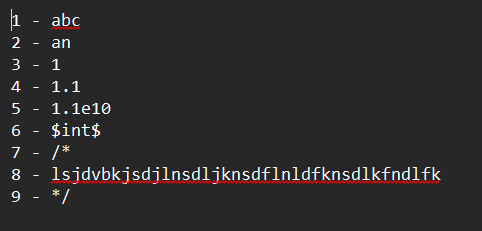 1 - abc
2 - an
3 - 1
4 - 1.1
5 - 1.1e10
6 - $int$
7 - /*
8 - lsjdvbkjsdjlnsdljknsdflnldfknsdlkfndlfk
9 - */